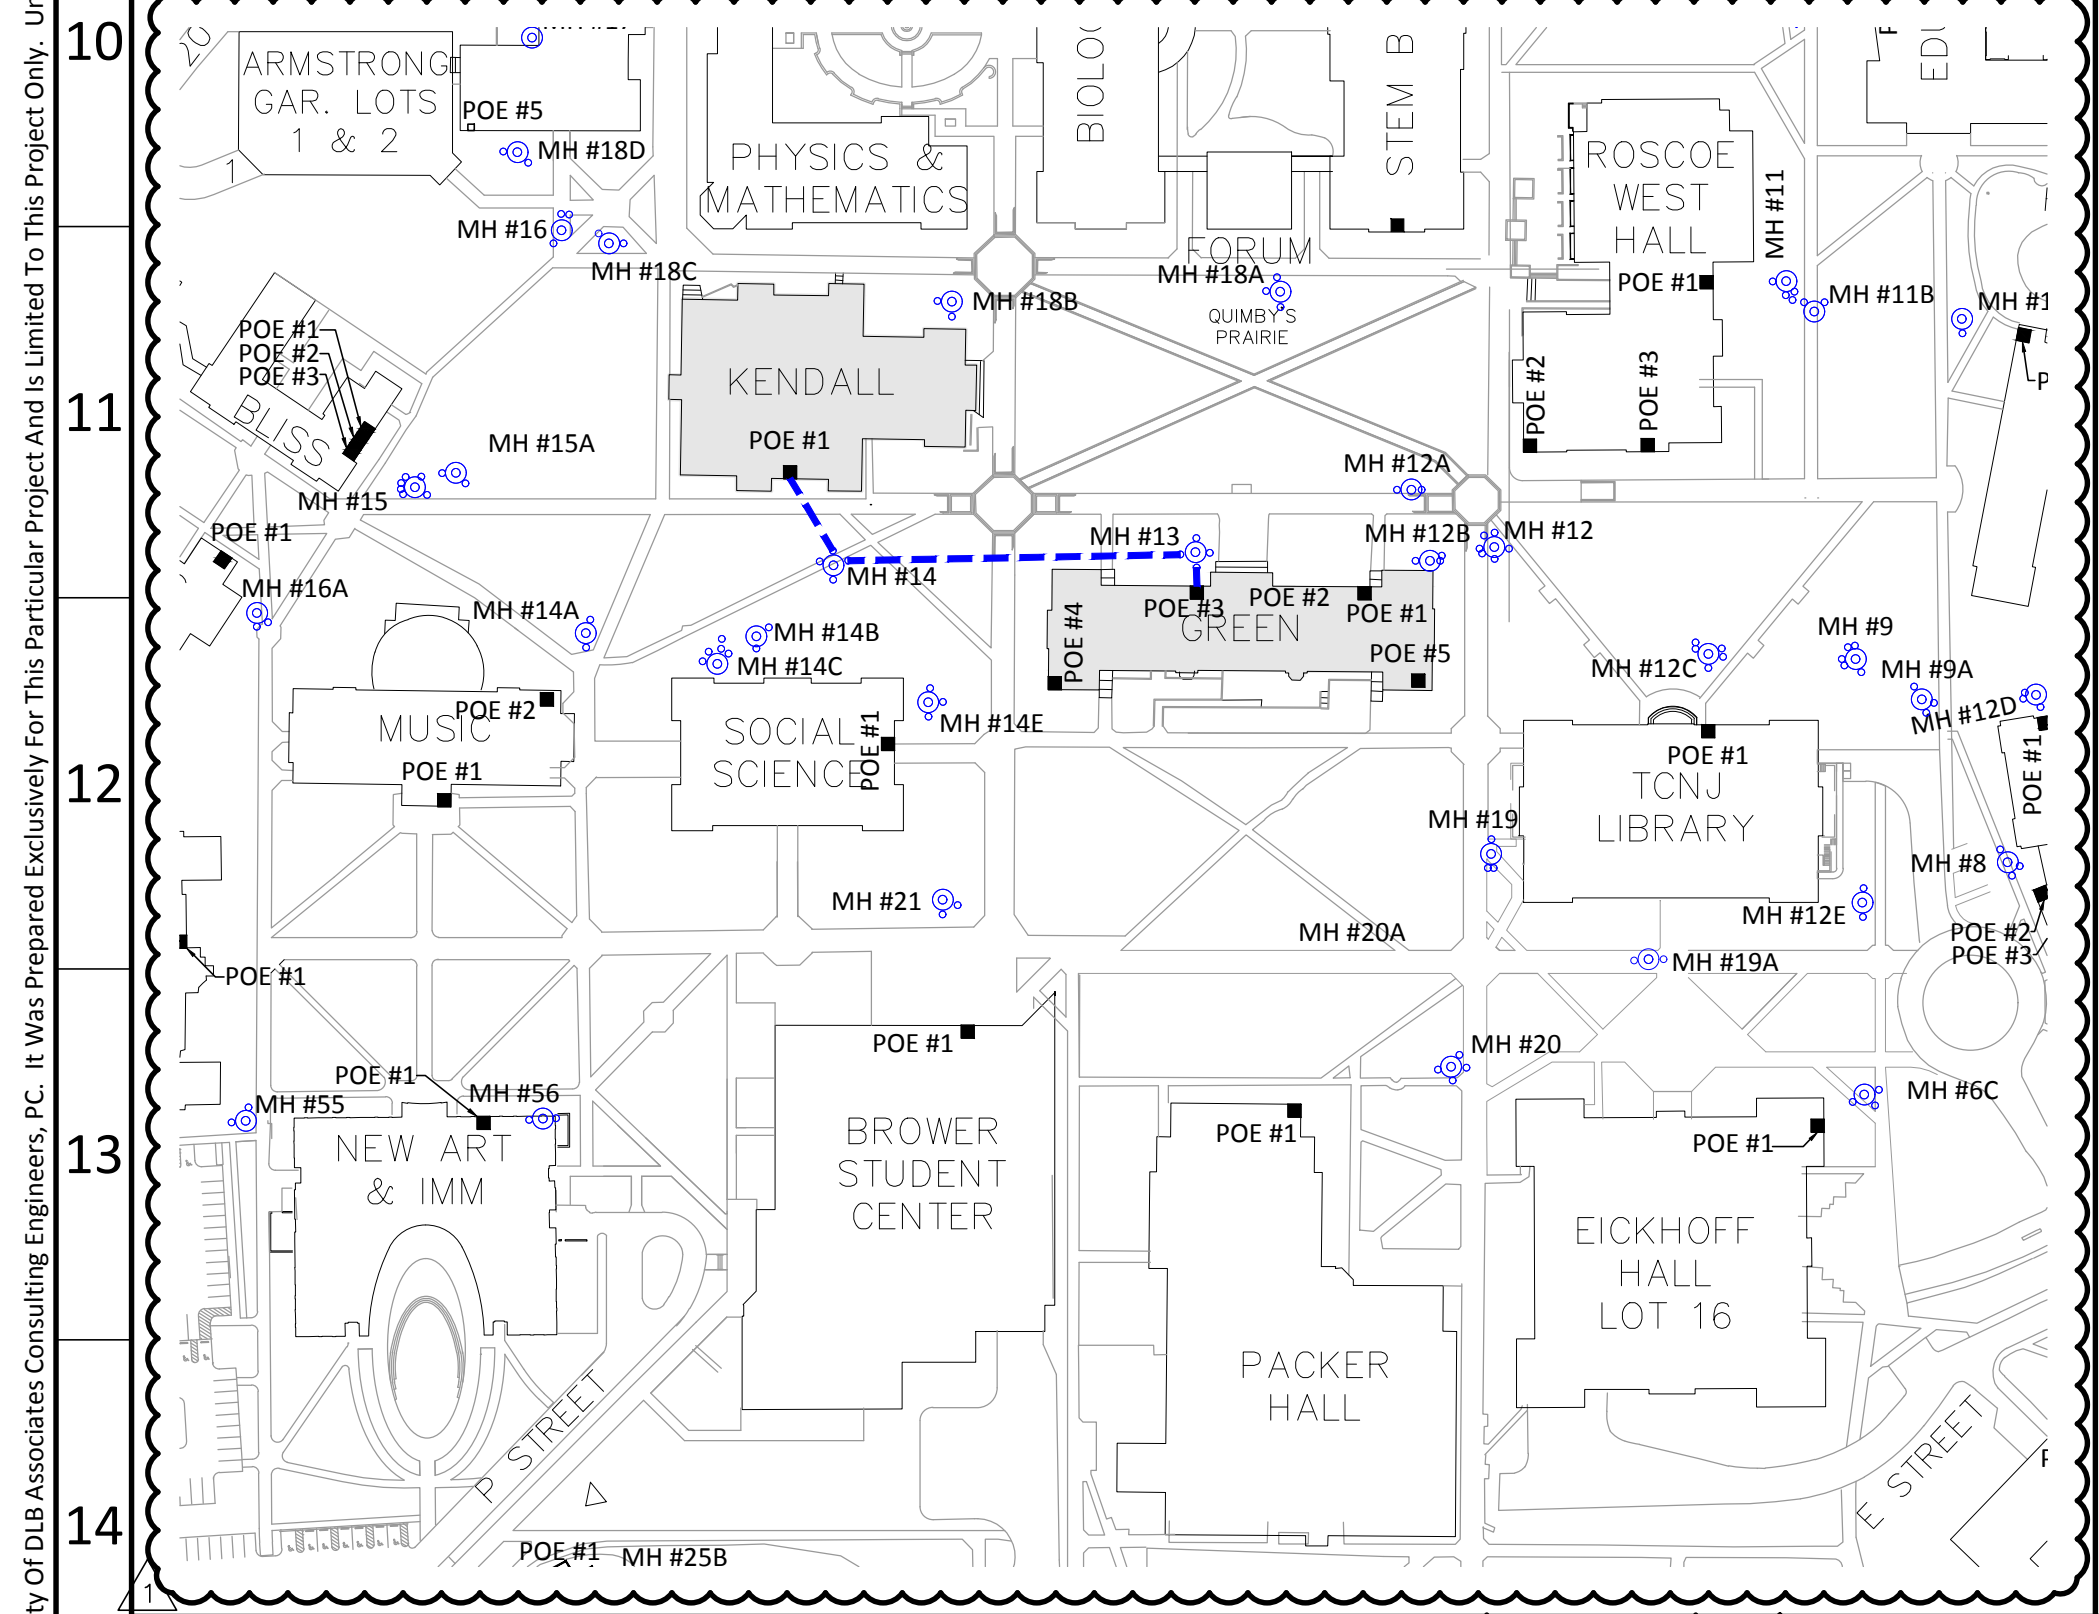 ty Of DLB Associates Consulting Engineers, PC. It Was Prepared Exclusively For This Particular Project And Is Limited To This Project Only.
10
11
12
13
14
20
ARMSTRONG
GAR. LOTS
1 & 2
1
POE #5
MH #18D
MH #16
MH #18C
PHYSICS &
MATHEMATICS
STEM B
FORUM
MH #18A
QUIMBY'S
PRAIRIE
MH #18B
ROSCOE
WEST
HALL
POE #1
POE #2
POE #3
MH #11
MH #11B
MH #1
POE #1
POE #2
POE #3
BLISS
MH #15A
MH #15
KENDALL
POE #1
MH #12A
MH #12B
MH #12
MH #13
MH #14
POE #1
MH #16A
MH #14A
MH #14B
MH #14C
POE #4
POE #3
POE #2
POE #1
GREEN
POE #5
MH #9
MH #12C
MH #9A
MH #12D
MUSIC
POE #2
POE #1
SOCIAL
SCIENCE
POE #1
MH #14E
POE #1
TCNJ
LIBRARY
POE #1
MH #19
MH #8
MH #21
MH #20A
MH #12E
POE #2
POE #3
POE #1
MH #19A
POE #1
MH #20
POE #1
MH #56
MH #55
MH #6C
NEW ART
& IMM
BROWER
STUDENT
CENTER
POE #1
POE #1
EICKHOFF
HALL
LOT 16
PACKER
HALL
P STREET
E STREET
POE #1
MH #25B
1